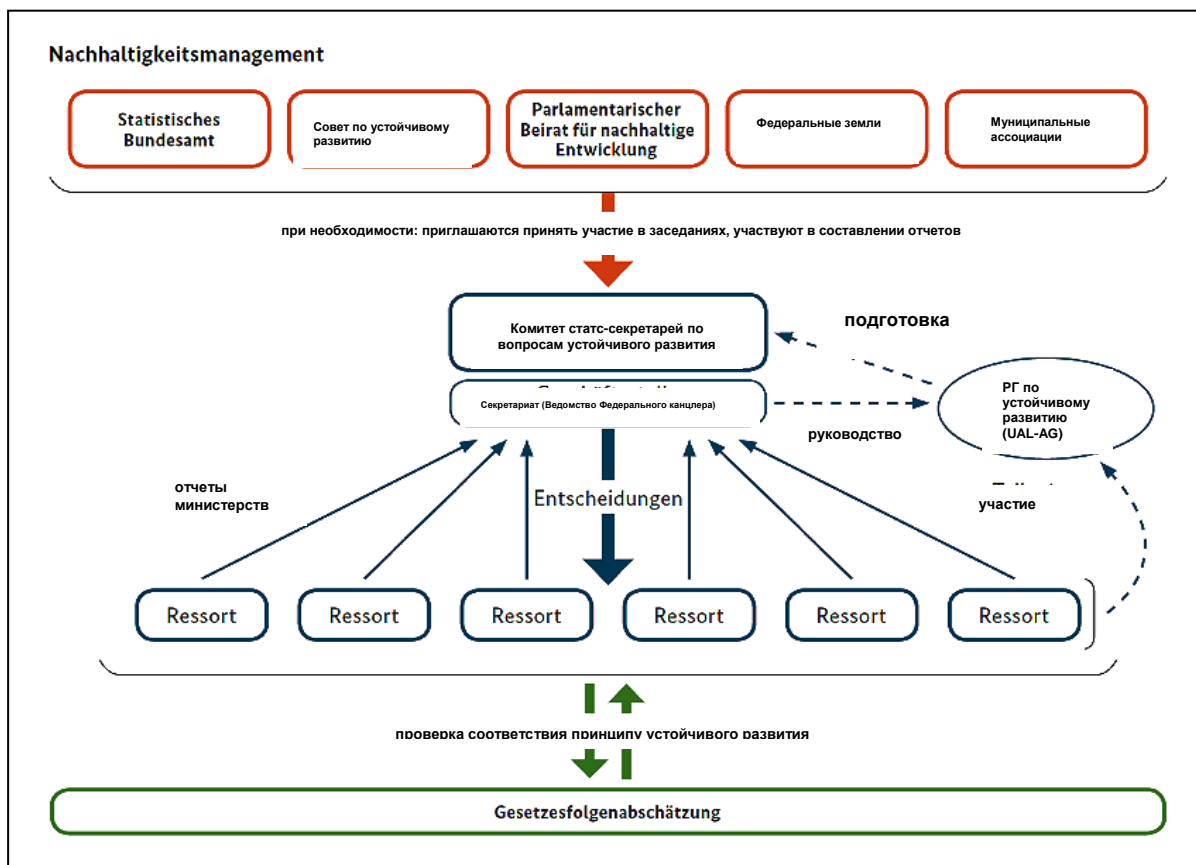 Nachhaltigkeitsmanagement
Statistisches
Bundesamt
Совет по устойчивому
развитию
Parlamentarischer
Beirat für nachhaltige
Entwicklung
Федеральные земли
Муниципальные
ассоциации
при необходимости: приглашаются принять участие в заседаниях, участвуют в составлении отчетов
Комитет статс-секретарей по
вопросам устойчивого развития
подготовка
Секретариат (Ведомство Федерального канцлера)
РГ по
устойчивому
развитию
(UAL-AG)
руководство
отчеты
министерств
Entscheidungen
участие
Ressort
Ressort
Ressort
Ressort
Ressort
Ressort
проверка соответствия принципу устойчивого развития
Gesetzesfolgenabschätzung